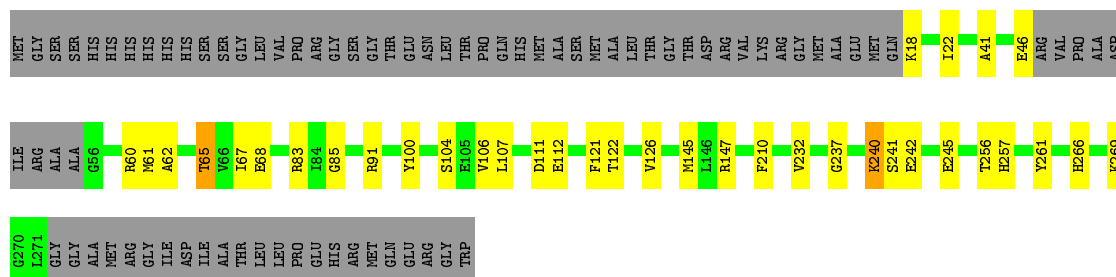 MET GLY SER SER HIS HIS HIS HIS HIS HIS SER SER GLY LEU VAL PRO ARG GLY SER GLY THR GLU ASN LEU THR PRO GLN HIS MET ALA SER MET ALA LEU THR GLY THR ASP ARG VAL LYS ARG GLY MET ALA GLU MET GLN K18 I22 A41 E46 ARG VAL PRO ALA ASP
ILE ARG ALA ALA G56 R60 M61 A62 T65 V66 I67 E68 R83 I84 G85 R91 Y100 S104 E105 V106 L107 D111 E112 F121 T122 V126 M145 L146 R147 F210 V232 G237 K240 S241 E242 E245 T256 H257 Y261 H266 K269
G270 L271 GLY GLY ALA MET ARG GLY ILE ASP ILE ALA THR LEU LEU PRO GLU HIS ARG MET GLN GLU ARG GLY TRP